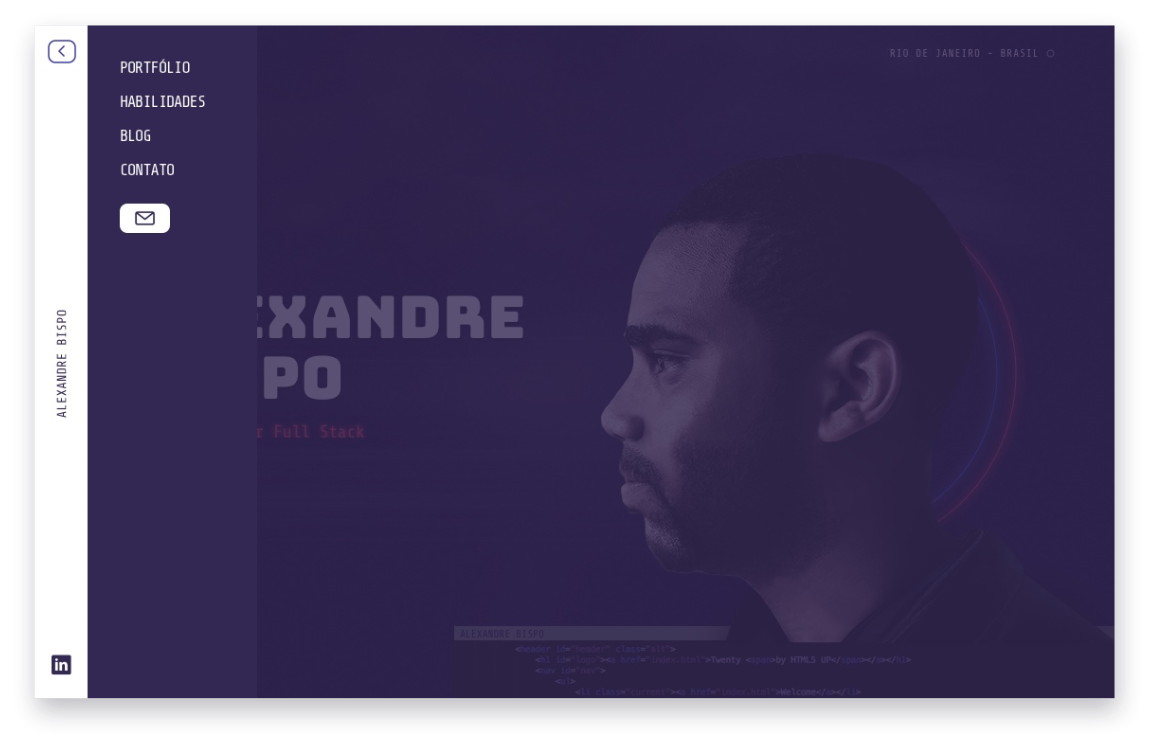 PORTFÓLIO
HABILIDADES
BLOG
CONTATO
ALEXANDRE BISPO
in
RIO DE JANEIRO - BRASIL
EXANDRE
PO
r Full Stack
ALEXANDRE BISPO
<header id="header" class="alt">
<h1 id="logo"><a href="index.html">Twenty <span>by HTML5 UP</span></a></h1>
<nav id="nav">
<ul>
<li class="current"><a href="index.html">Welcome</a></li>